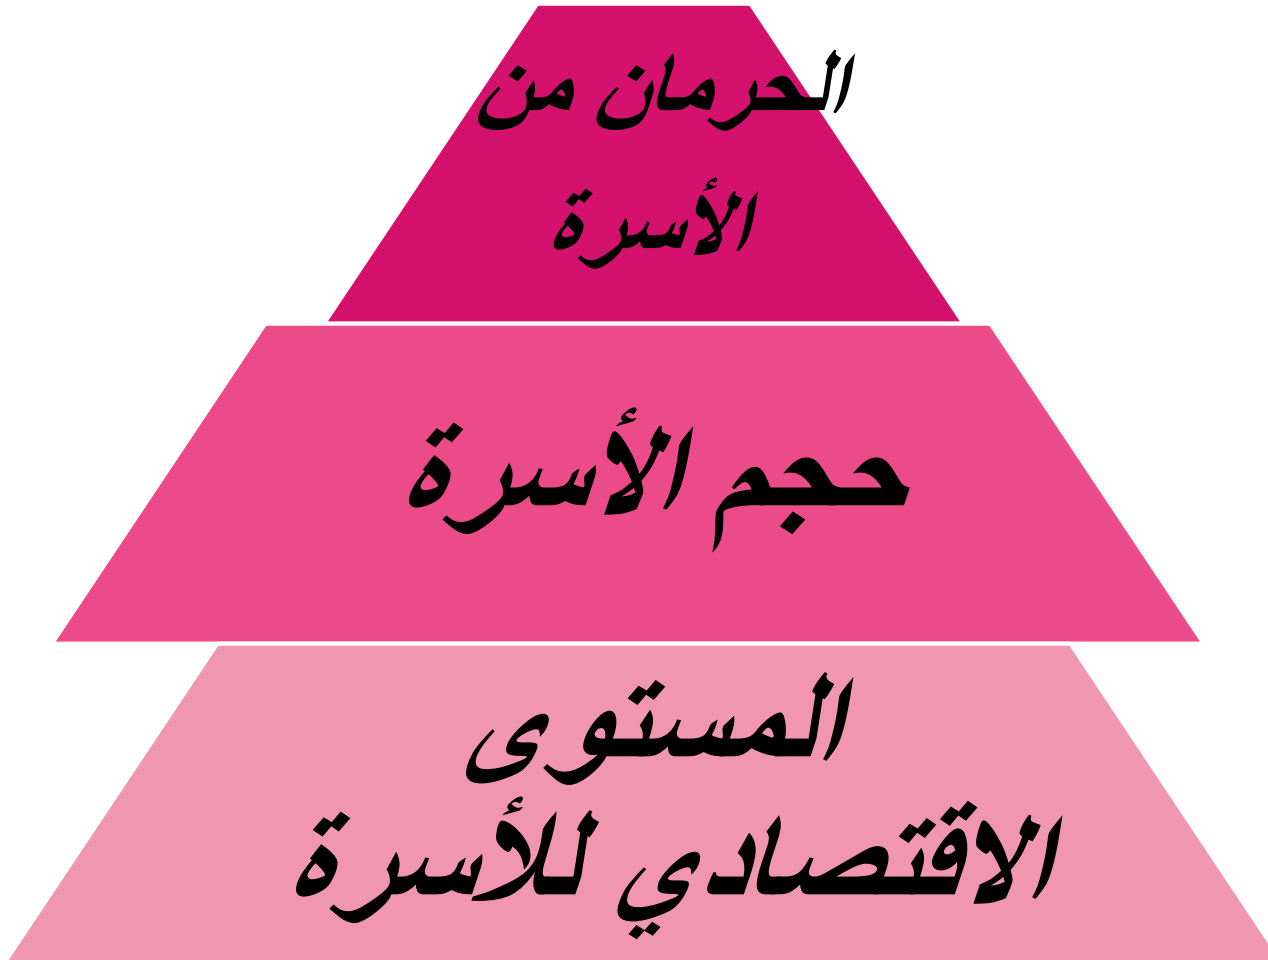 الحرمان من
الأسرة
حجم الأسرة
المستوى
الاقتصادي للأسرة